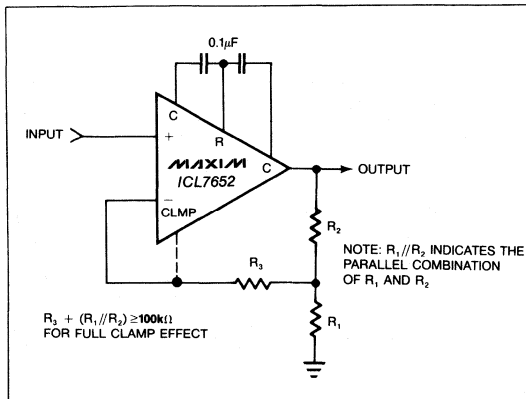 0.1µF
C
R
INPUT
+
MAXIM
ICL7652
C
OUTPUT
−
CLMP
R2
R3
NOTE: R1//R2 INDICATES THE
PARALLEL COMBINATION
OF R1 AND R2
R1
R3 + (R1//R2) ≥100kΩ
FOR FULL CLAMP EFFECT